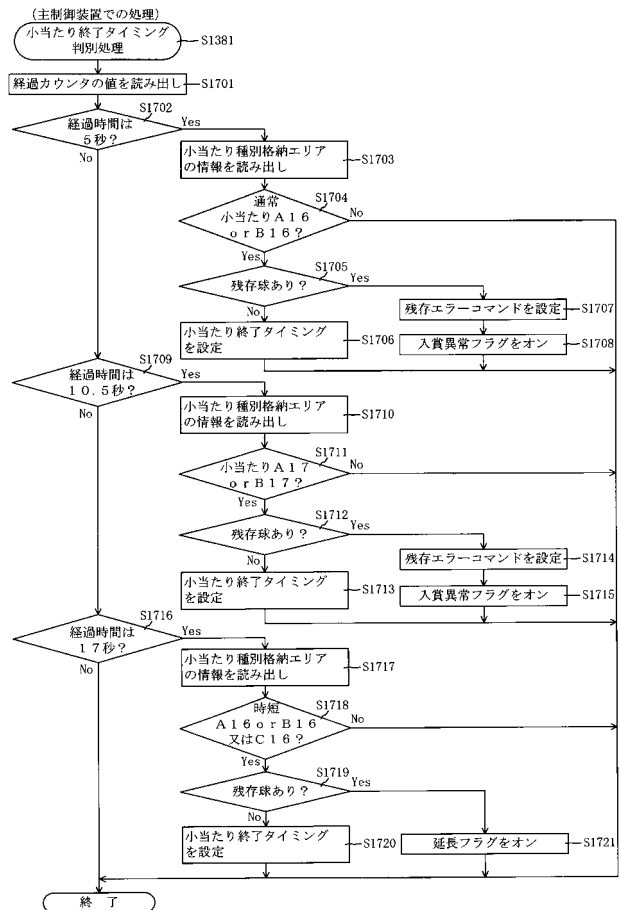 (主制御装置での処理)
小当たり終了タイミング
判別処理
S1381
経過カウンタの値を読み出し
S1701
S1702
経過時間は
5秒?
Yes
No
小当たり種別格納エリア
の情報を読み出し
S1703
S1704
通常
小当たりA16
orB16?
No
Yes
S1705
残存球あり?
Yes
No
小当たり終了タイミング
を設定
S1706
残存エラーコマンドを設定
S1707
入賞異常フラグをオン
S1708
S1709
経過時間は
10.5秒?
Yes
No
小当たり種別格納エリア
の情報を読み出し
S1710
S1711
小当たりA17
orB17?
No
Yes
S1712
残存球あり?
Yes
No
小当たり終了タイミング
を設定
S1713
残存エラーコマンドを設定
S1714
入賞異常フラグをオン
S1715
S1716
経過時間は
17秒?
Yes
No
小当たり種別格納エリア
の情報を読み出し
S1717
S1718
時短
A16orB16
又はC16?
No
Yes
S1719
残存球あり?
Yes
No
小当たり終了タイミング
を設定
S1720
延長フラグをオン
S1721
終 了